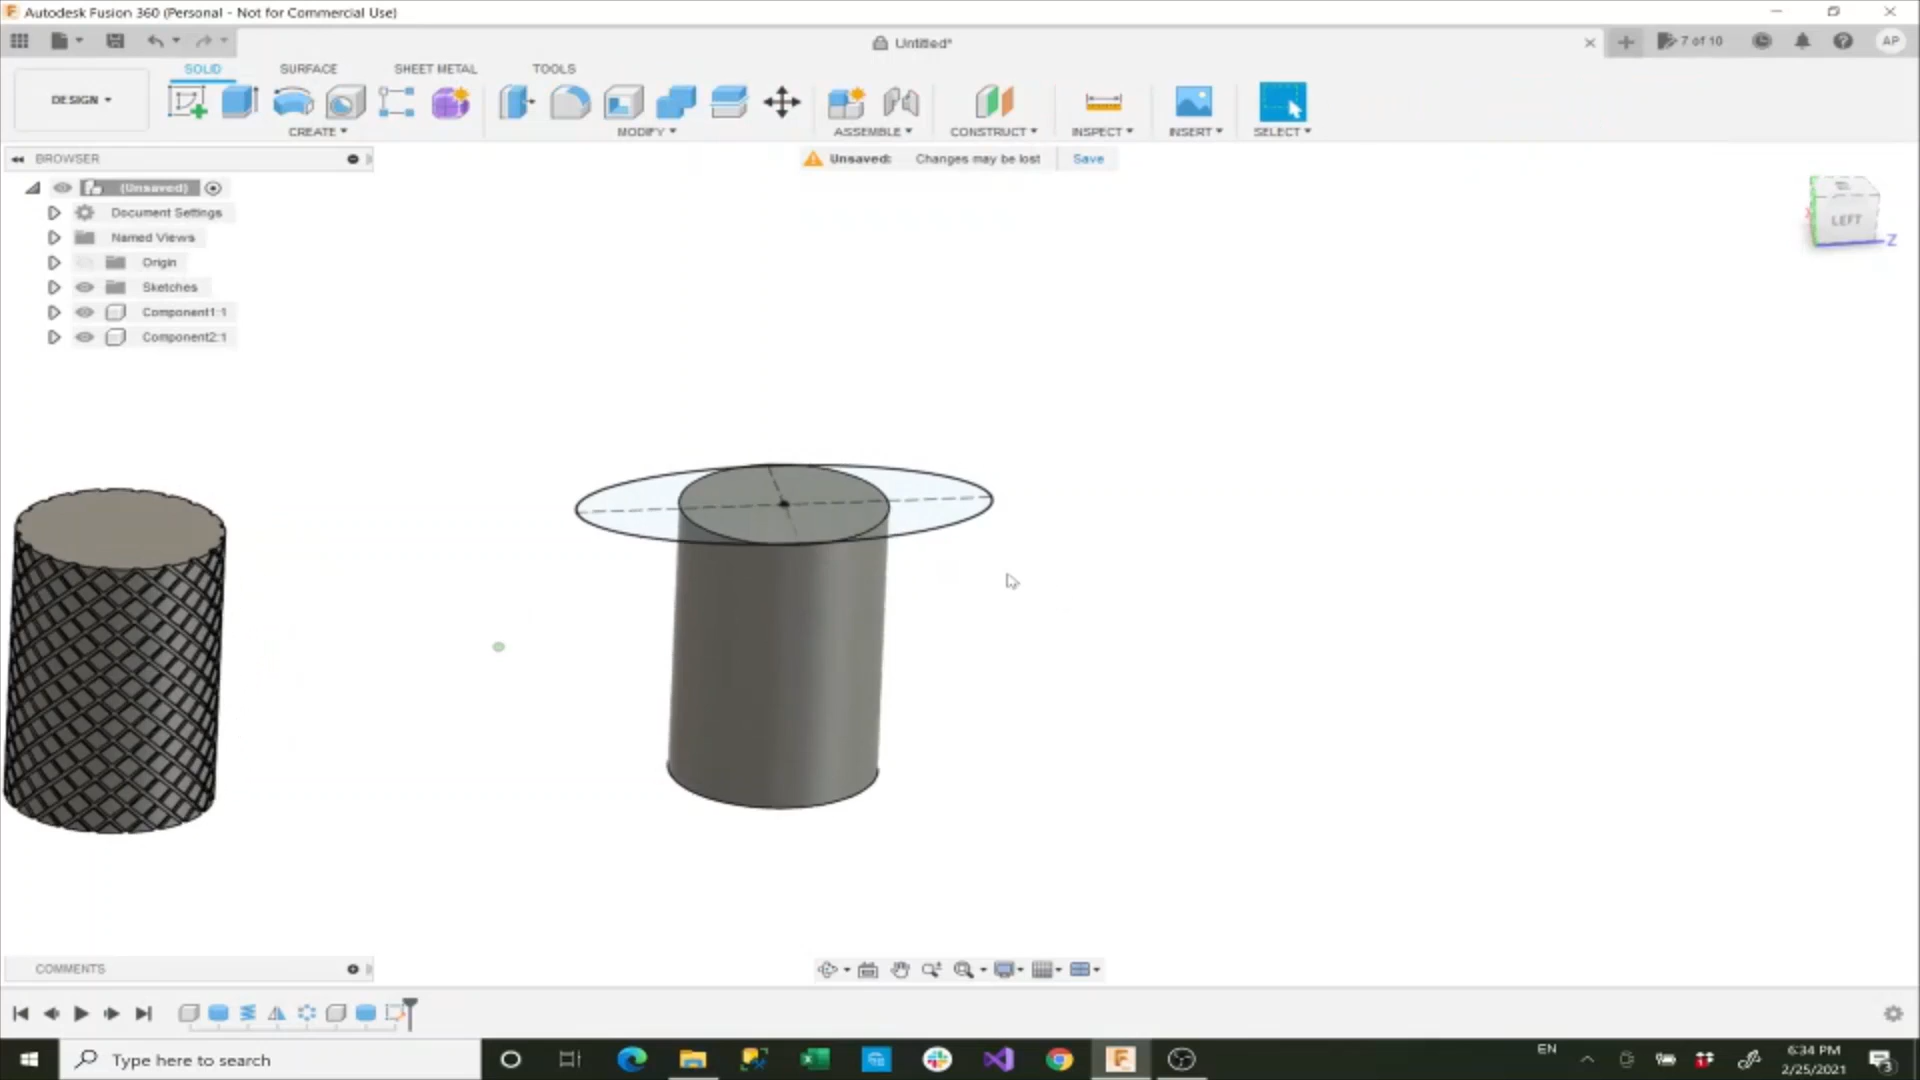 Autodesk Fusion 360 (Personal - Not for Commercial Use)
Untitled*
7 of 10
AP
SOLID
SURFACE
SHEET METAL
TOOLS
DESIGN
CREATE
MODIFY
ASSEMBLE
CONSTRUCT
INSPECT
INSERT
SELECT
BROWSER
Unsaved: Changes may be lost Save
(Unsaved)
Document Settings
Named Views
Origin
Sketches
Component1:1
Component2:1
LEFT
Z
COMMENTS
Type here to search
EN
6:34 PM
2/25/2021
3